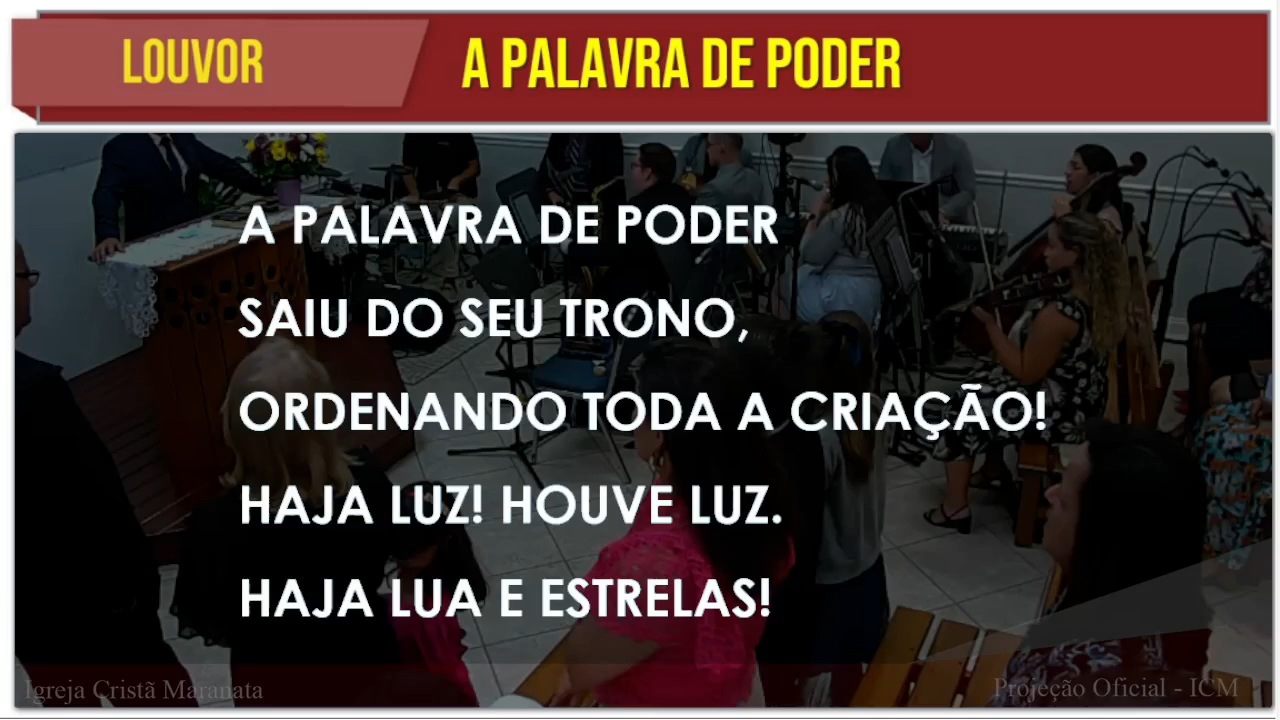 LOUVOR
A PALAVRA DE PODER
A PALAVRA DE PODER
SAIU DO SEU TRONO,
ORDENANDO TODA A CRIAÇÃO!
HAJA LUZ! HOUVE LUZ.
HAJA LUA E ESTRELAS!
Igreja Cristã Maranata
Projeção Oficial - ICM